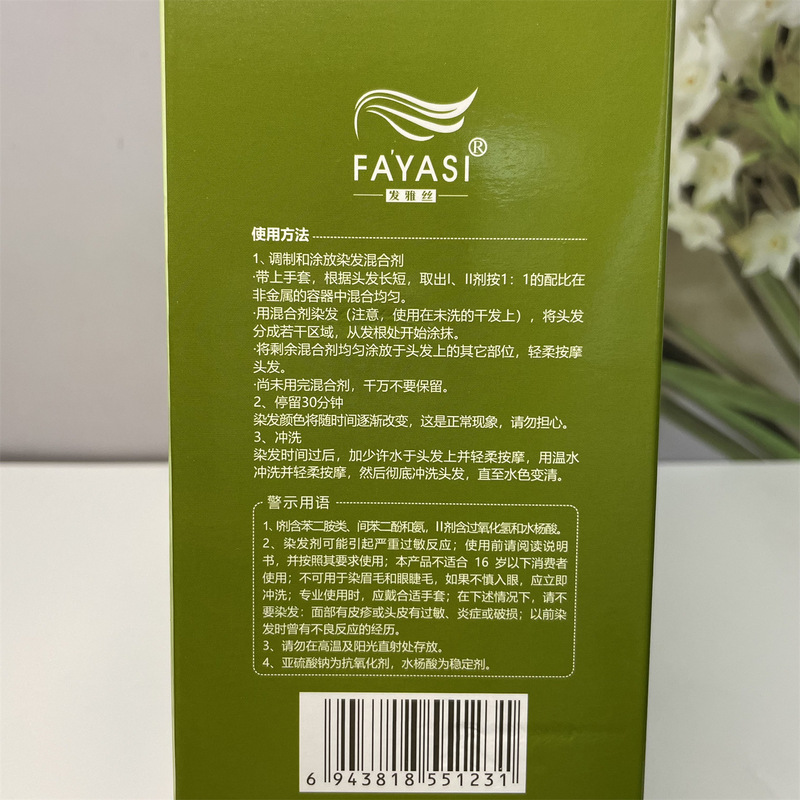 FA'YASI®
发雅丝
使用方法
1、调制和涂放染发混合剂
·带上手套，根据头发长短，取出I、II剂按1：1的配比在
非金属的容器中混合均匀。
·用混合剂染发（注意，使用在未洗的干发上），将头发
分成若干区域，从发根处开始涂抹。
·将剩余混合剂均匀涂放于头发上的其它部位，轻柔按摩
头发。
·尚未用完混合剂，千万不要保留。
2、停留30分钟
染发颜色将随时间逐渐改变，这是正常现象，请勿担心。
3、冲洗
染发时间过后，加少许水于头发上并轻柔按摩，用温水
冲洗并轻柔按摩，然后彻底冲洗头发，直至水色变清。
警示用语
1、I剂含苯二胺类、间苯二酚和氨，II剂含过氧化氢和水杨酸。
2、染发剂可能引起严重过敏反应；使用前请阅读说明
书，并按照其要求使用；本产品不适合 16 岁以下消费者
使用；不可用于染眉毛和眼睫毛，如果不慎入眼，应立即
冲洗；专业使用时，应戴合适手套；在下述情况下，请不
要染发：面部有皮疹或头皮有过敏、炎症或破损；以前染
发时曾有不良反应的经历。
3、请勿在高温及阳光直射处存放。
4、亚硫酸钠为抗氧化剂，水杨酸为稳定剂。
6 943818 551231